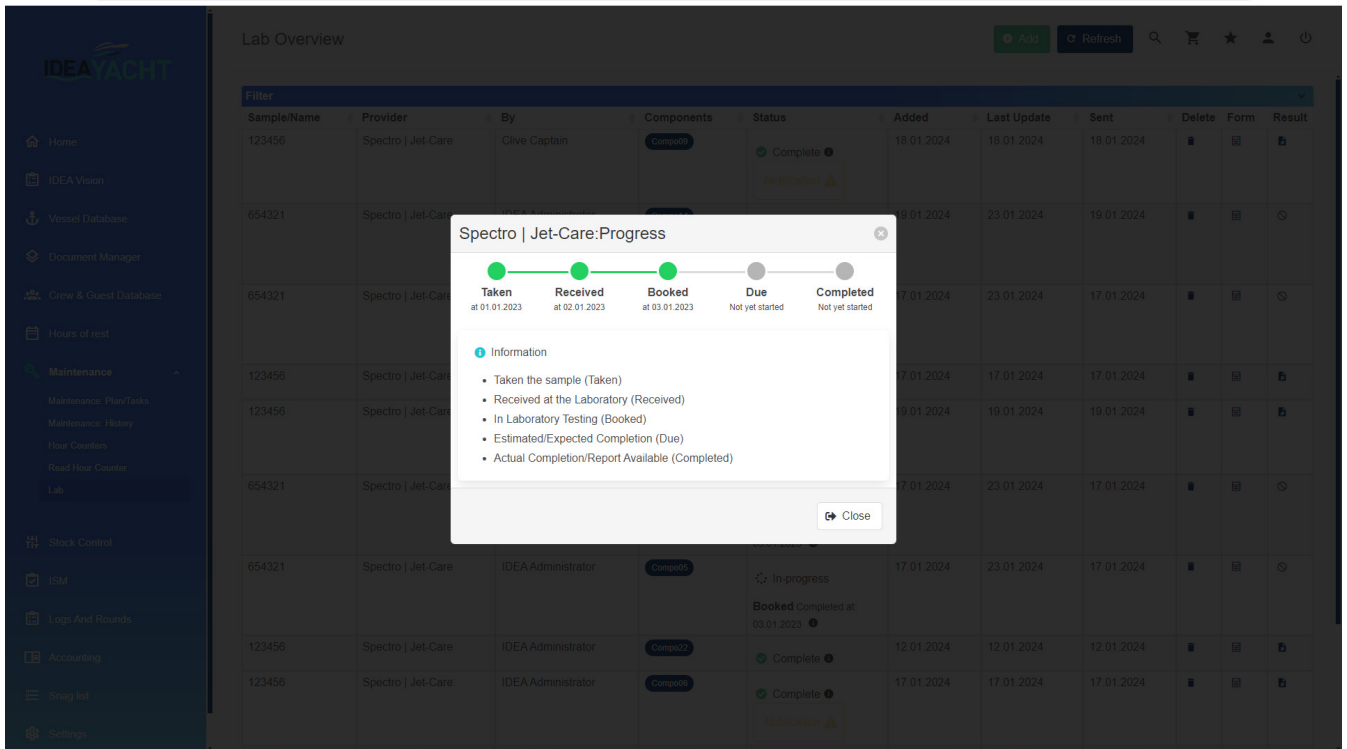 IDEAYACHT
Lab Overview
Add
Refresh
Filter
Sample/Name Provider By Components Status Added Last Update Sent Delete Form Result
Home
IDEA Vision
Vessel Database
Document Manager
Crew & Guest Database
Hours of rest
Maintenance
Maintenance: Plan/Tasks
Maintenance: History
Hour Counters
Read Hour Counter
Lab
Stock Control
ISM
Logs And Rounds
Accounting
Snag list
Settings
123456 Spectro | Jet-Care Clive Captain Compo09 Complete 18.01.2024 18.01.2024 18.01.2024
654321 Spectro | Jet-Care IDEA Administrator 19.01.2024 23.01.2024 19.01.2024
654321 Spectro | Jet-Care 17.01.2024 23.01.2024 17.01.2024
123456 Spectro | Jet-Care 17.01.2024 17.01.2024 17.01.2024
123456 Spectro | Jet-Care 19.01.2024 19.01.2024 19.01.2024
654321 Spectro | Jet-Care 17.01.2024 23.01.2024 17.01.2024
03.01.2023
654321 Spectro | Jet-Care IDEA Administrator Compo05 In-progress 17.01.2024 23.01.2024 17.01.2024
Booked Completed at
03.01.2023
123456 Spectro | Jet-Care IDEA Administrator Compo22 Complete 12.01.2024 12.01.2024 12.01.2024
123456 Spectro | Jet-Care IDEA Administrator Compo06 Complete 17.01.2024 17.01.2024 17.01.2024
Spectro | Jet-Care:Progress
Taken Received Booked Due Completed
at 01.01.2023 at 02.01.2023 at 03.01.2023 Not yet started Not yet started
Information
Taken the sample (Taken)
Received at the Laboratory (Received)
In Laboratory Testing (Booked)
Estimated/Expected Completion (Due)
Actual Completion/Report Available (Completed)
Close